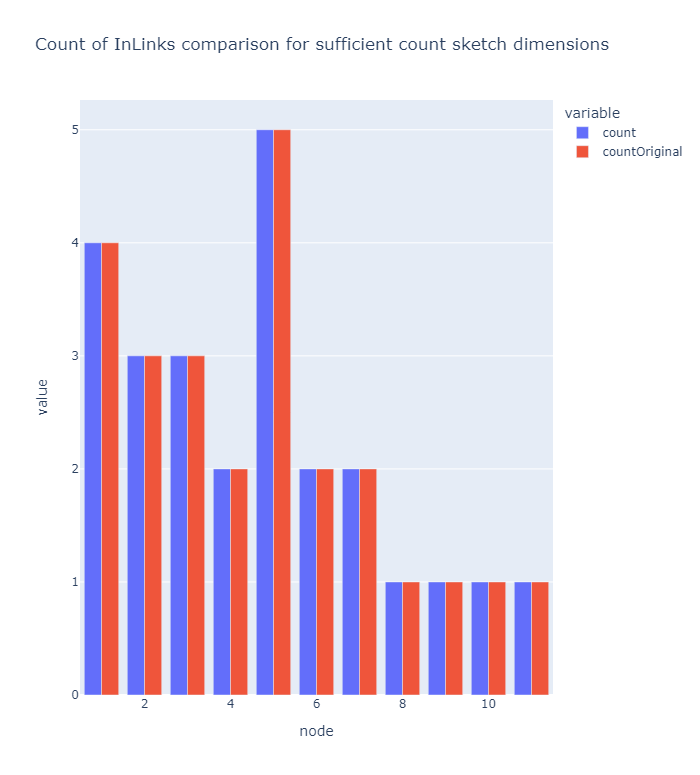 Count of InLinks comparison for sufficient count sketch dimensions
variable
count
countOriginal
value
5
4
3
2
1
0
2
4
6
8
10
node